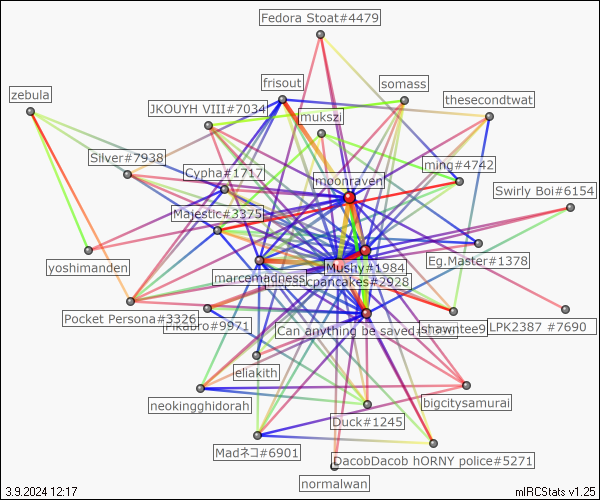 Fedora Stoat#4479
frisout
somass
zebula
JKOUYH VIII#7034
thesecondtwat
mukszi
Silver#7938
Cypha#1717
ming#4742
moonraven
Swirly Boi#6154
Majestic#3375
yoshimanden
Mushy#1984
Eg.Master#1378
marcemadness
cpancakes#2928
Pocket Persona#3326
Pikabro#9971
Can anything be saved
shawntee9
LPK2387 #7690
eliakith
neokingghidorah
bigcitysamurai
Duck#1245
Madネコ#6901
DacobDacob hORNY police#5271
normalwan
3.9.2024 12:17
mIRCStats v1.25